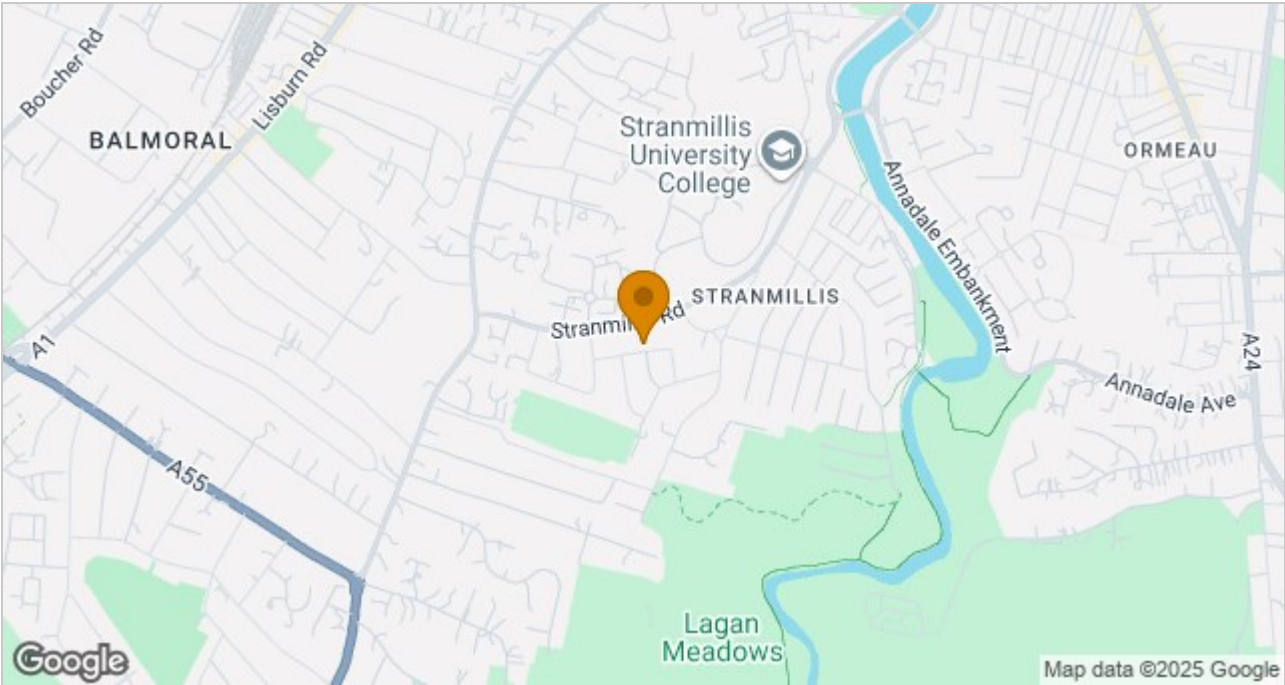 Boucher Rd
Lisburn Rd
BALMORAL
Stranmillis
University
College
ORMEAU
Annadale Embankment
STRANMILLIS
Rd
A1
A24
Annadale Ave
A55
Lagan
Meadows
Google
Map data ©2025 Google